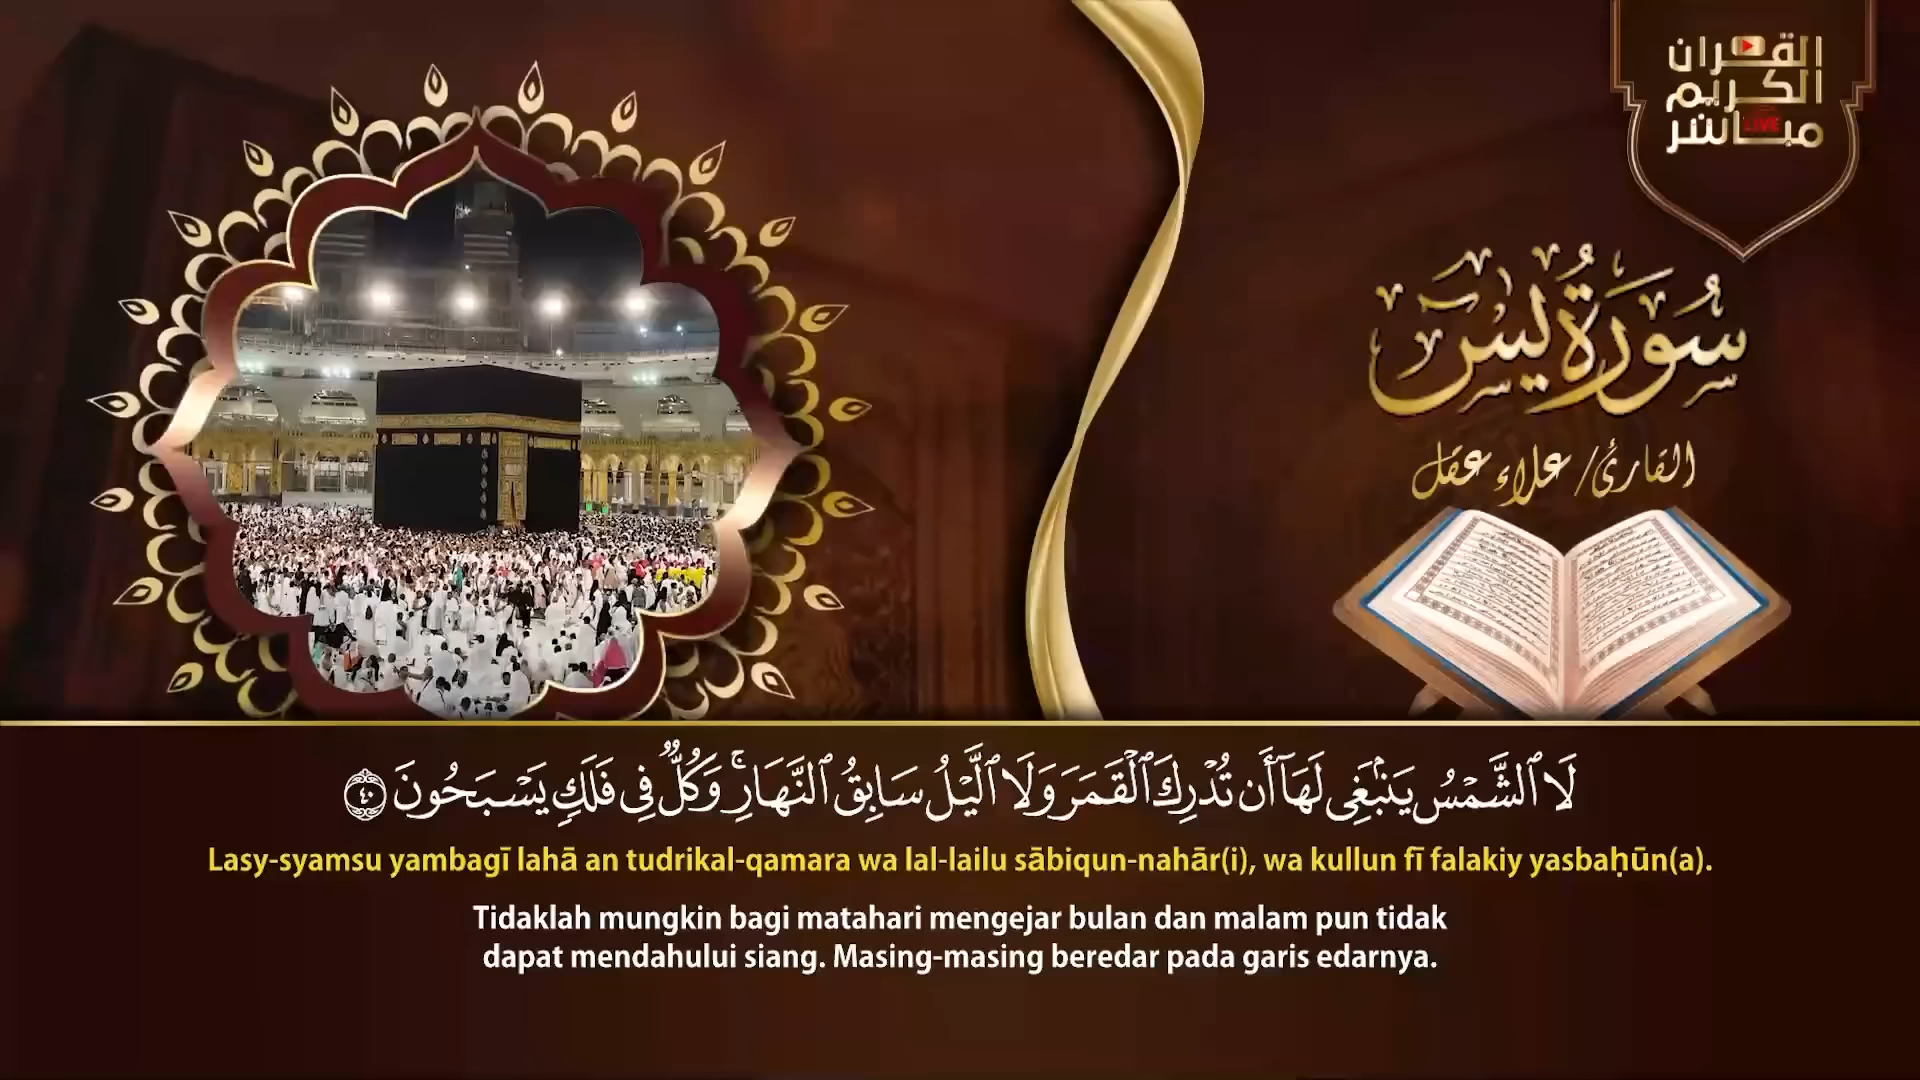 القرآن
الكريم
مباشر
LIVE
سُورَةُ يس
القارئ/ علاء عقل
لَا ٱلشَّمْسُ يَنۢبَغِى لَهَآ أَن تُدْرِكَ ٱلْقَمَرَ وَلَا ٱلَّيْلُ سَابِقُ ٱلنَّهَارِ ۚ وَكُلٌّ فِى فَلَكٍ يَسْبَحُونَ ٤٠
Lasy-syamsu yambagī lahā an tudrikal-qamara wa lal-lailu sābiqun-nahār(i), wa kullun fī falakiy yasbaḥūn(a).
Tidaklah mungkin bagi matahari mengejar bulan dan malam pun tidak
dapat mendahului siang. Masing-masing beredar pada garis edarnya.